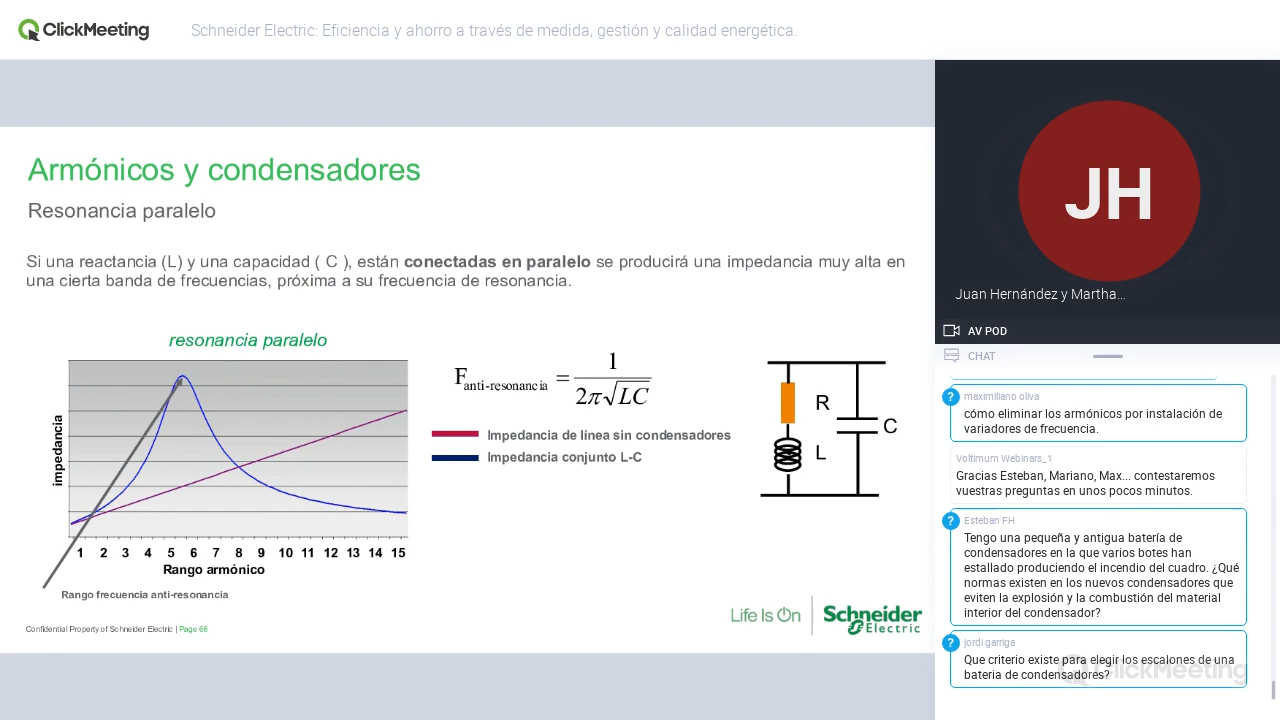 ClickMeeting
Schneider Electric: Eficiencia y ahorro a través de medida, gestión y calidad energética.
Armónicos y condensadores
Resonancia paralelo
Si una reactancia (L) y una capacidad ( C ), están conectadas en paralelo se producirá una impedancia muy alta en
una cierta banda de frecuencias, próxima a su frecuencia de resonancia.
resonancia paralelo
impedancia
1 2 3 4 5 6 7 8 9 10 11 12 13 14 15
Rango armónico
Rango frecuencia anti-resonancia
F anti-resonancia = 1 / 2π√LC
Impedancia de línea sin condensadores
Impedancia conjunto L-C
R
L
C
Life Is On
Schneider
Electric
Confidential Property of Schneider Electric | Page 66
JH
Juan Hernández y Martha...
AV POD
CHAT
?
maximiliano oliva
cómo eliminar los armónicos por instalación de
variadores de frecuencia.
Voltimum Webinars_1
Gracias Esteban, Mariano, Max... contestaremos
vuestras preguntas en unos pocos minutos.
?
Esteban FH
Tengo una pequeña y antigua batería de
condensadores en la que varios botes han
estallado produciendo el incendio del cuadro. ¿Qué
normas existen en los nuevos condensadores que
eviten la explosión y la combustión del material
interior del condensador?
?
jordi garriga
Que criterio existe para elegir los escalones de una
bateria de condensadores?
ClickMeeting